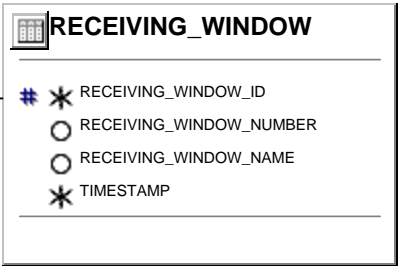 RECEIVING_WINDOW
# * RECEIVING_WINDOW_ID
RECEIVING_WINDOW_NUMBER
RECEIVING_WINDOW_NAME
* TIMESTAMP